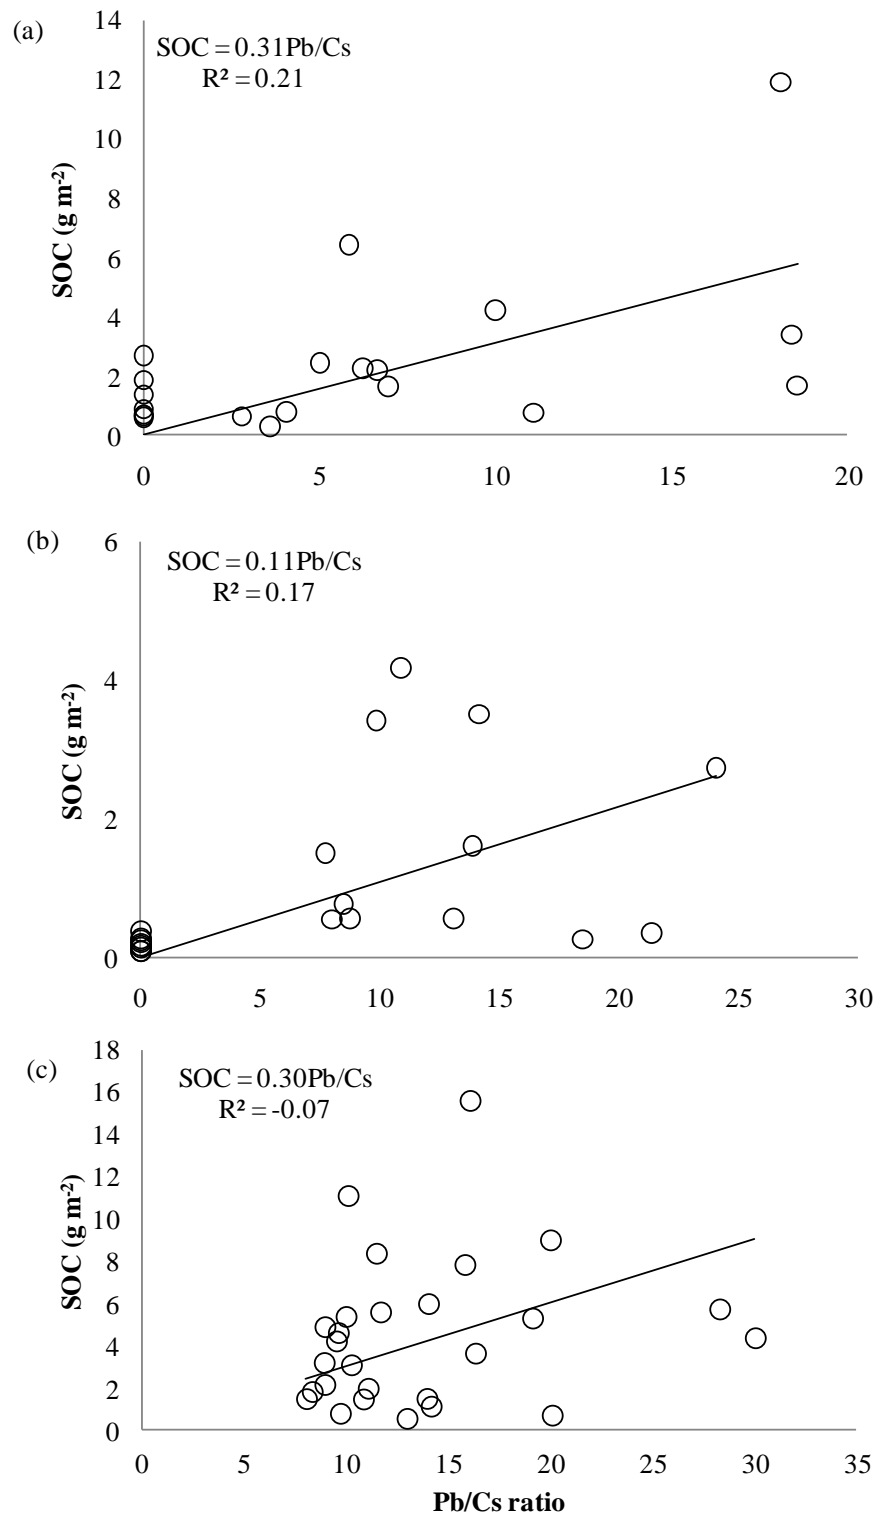 (a)
SOC = 0.31Pb/Cs
R² = 0.21
SOC (g m⁻²)
14
12
10
8
6
4
2
0
0 5 10 15 20
(b)
SOC = 0.11Pb/Cs
R² = 0.17
SOC (g m⁻²)
6
4
2
0
0 5 10 15 20 25 30
(c)
SOC = 0.30Pb/Cs
R² = -0.07
SOC (g m⁻²)
18
16
14
12
10
8
6
4
2
0
0 5 10 15 20 25 30 35
Pb/Cs ratio